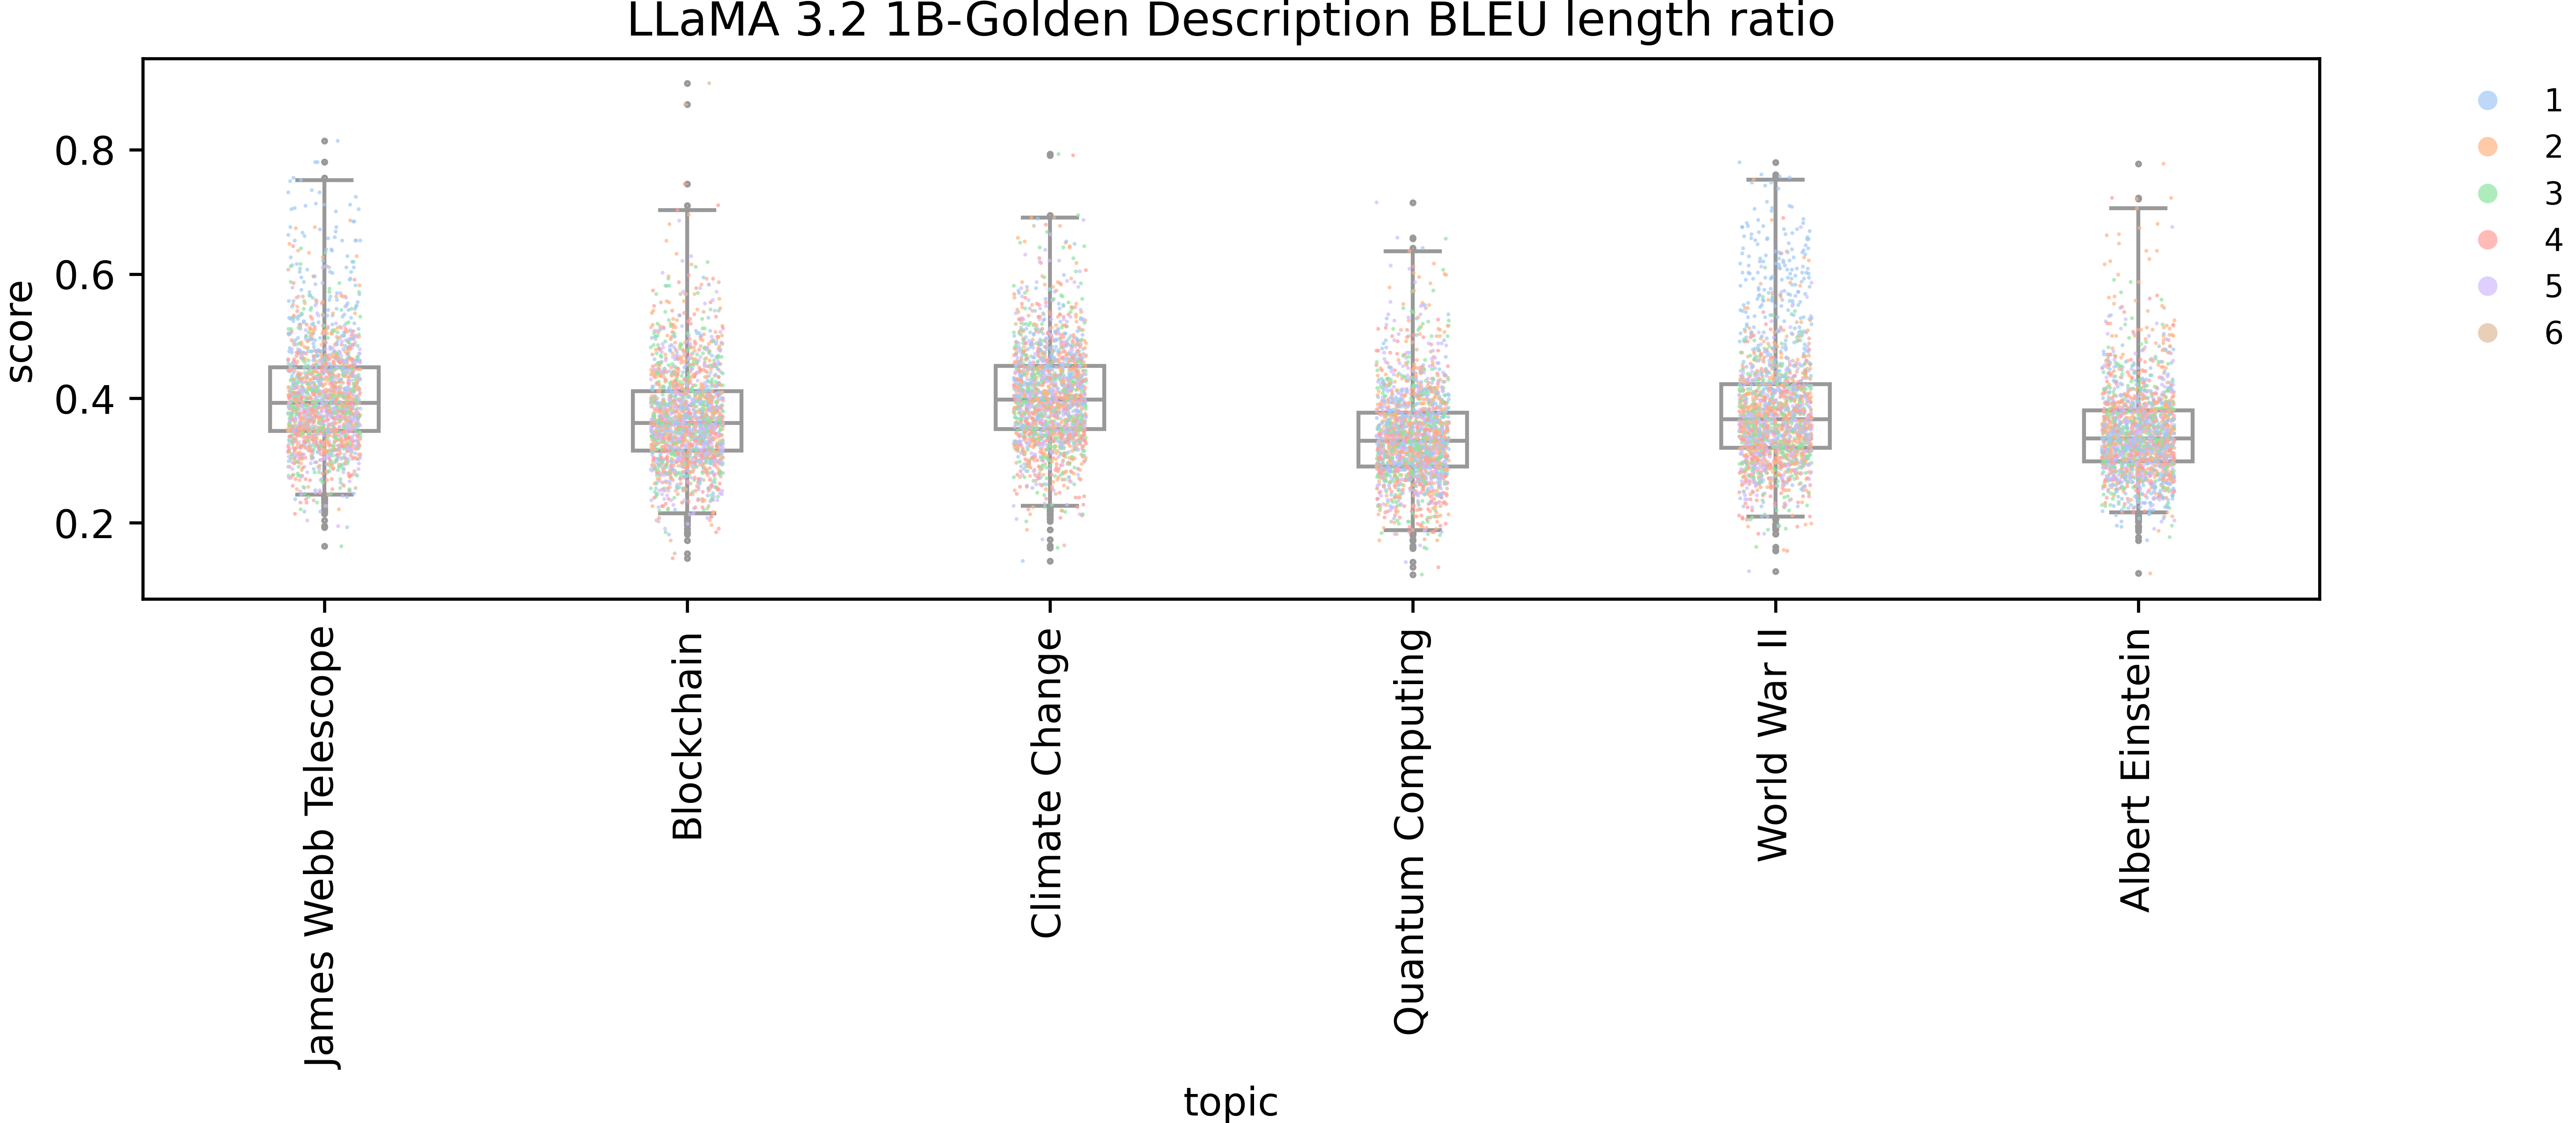 LLaMA 3.2 1B-Golden Description BLEU length ratio
score
0.8
0.6
0.4
0.2
James Webb Telescope
Blockchain
Climate Change
Quantum Computing
World War II
Albert Einstein
topic
1
2
3
4
5
6